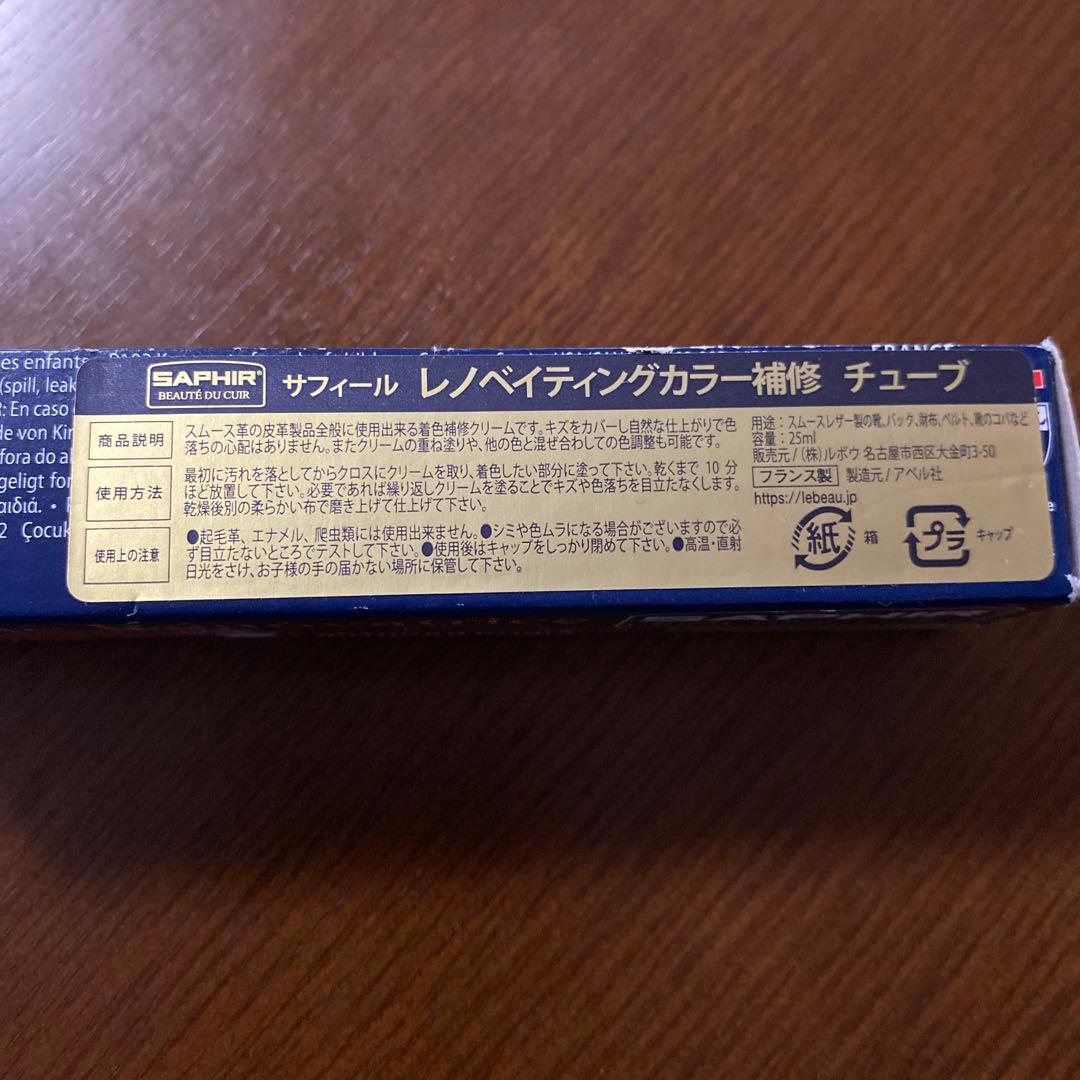 es enfants
(spill, leak
: En caso
de von Kin
fora do a
geligt for
αιδιά. •
2 Çocuk
FRANCE
SAPHIR®
BEAUTÉ DU CUIR
サフィール レノベイティングカラー補修 チューブ
商品説明
スムース革の皮革製品全般に使用出来る着色補修クリームです。キズをカバーし自然な仕上がりで色
落ちの心配はありません。またクリームの重ね塗りや、他の色と混ぜ合わしての色調整も可能です。
使用方法
最初に汚れを落としてからクロスにクリームを取り、着色したい部分に塗って下さい。乾くまで 10 分
ほど放置して下さい。必要であれば繰り返しクリームを塗ることでキズや色落ちを目立たなくします。
乾燥後別の柔らかい布で磨き上げて仕上げて下さい。
使用上の注意
●起毛革、エナメル、爬虫類には使用出来ません。●シミや色ムラになる場合がございますので必
ず目立たないところでテストして下さい。●使用後はキャップをしっかり閉めて下さい。●高温・直射
日光をさけ、お子様の手の届かない場所に保管して下さい。
用途：スムースレザー製の靴、バック、財布、ベルト、靴のコバなど
容量：25ml
販売元 / (株)ルボウ 名古屋市西区大金町3-50
フランス製 製造元 / アベル社
https://lebeau.jp
紙 箱
プラ キャップ